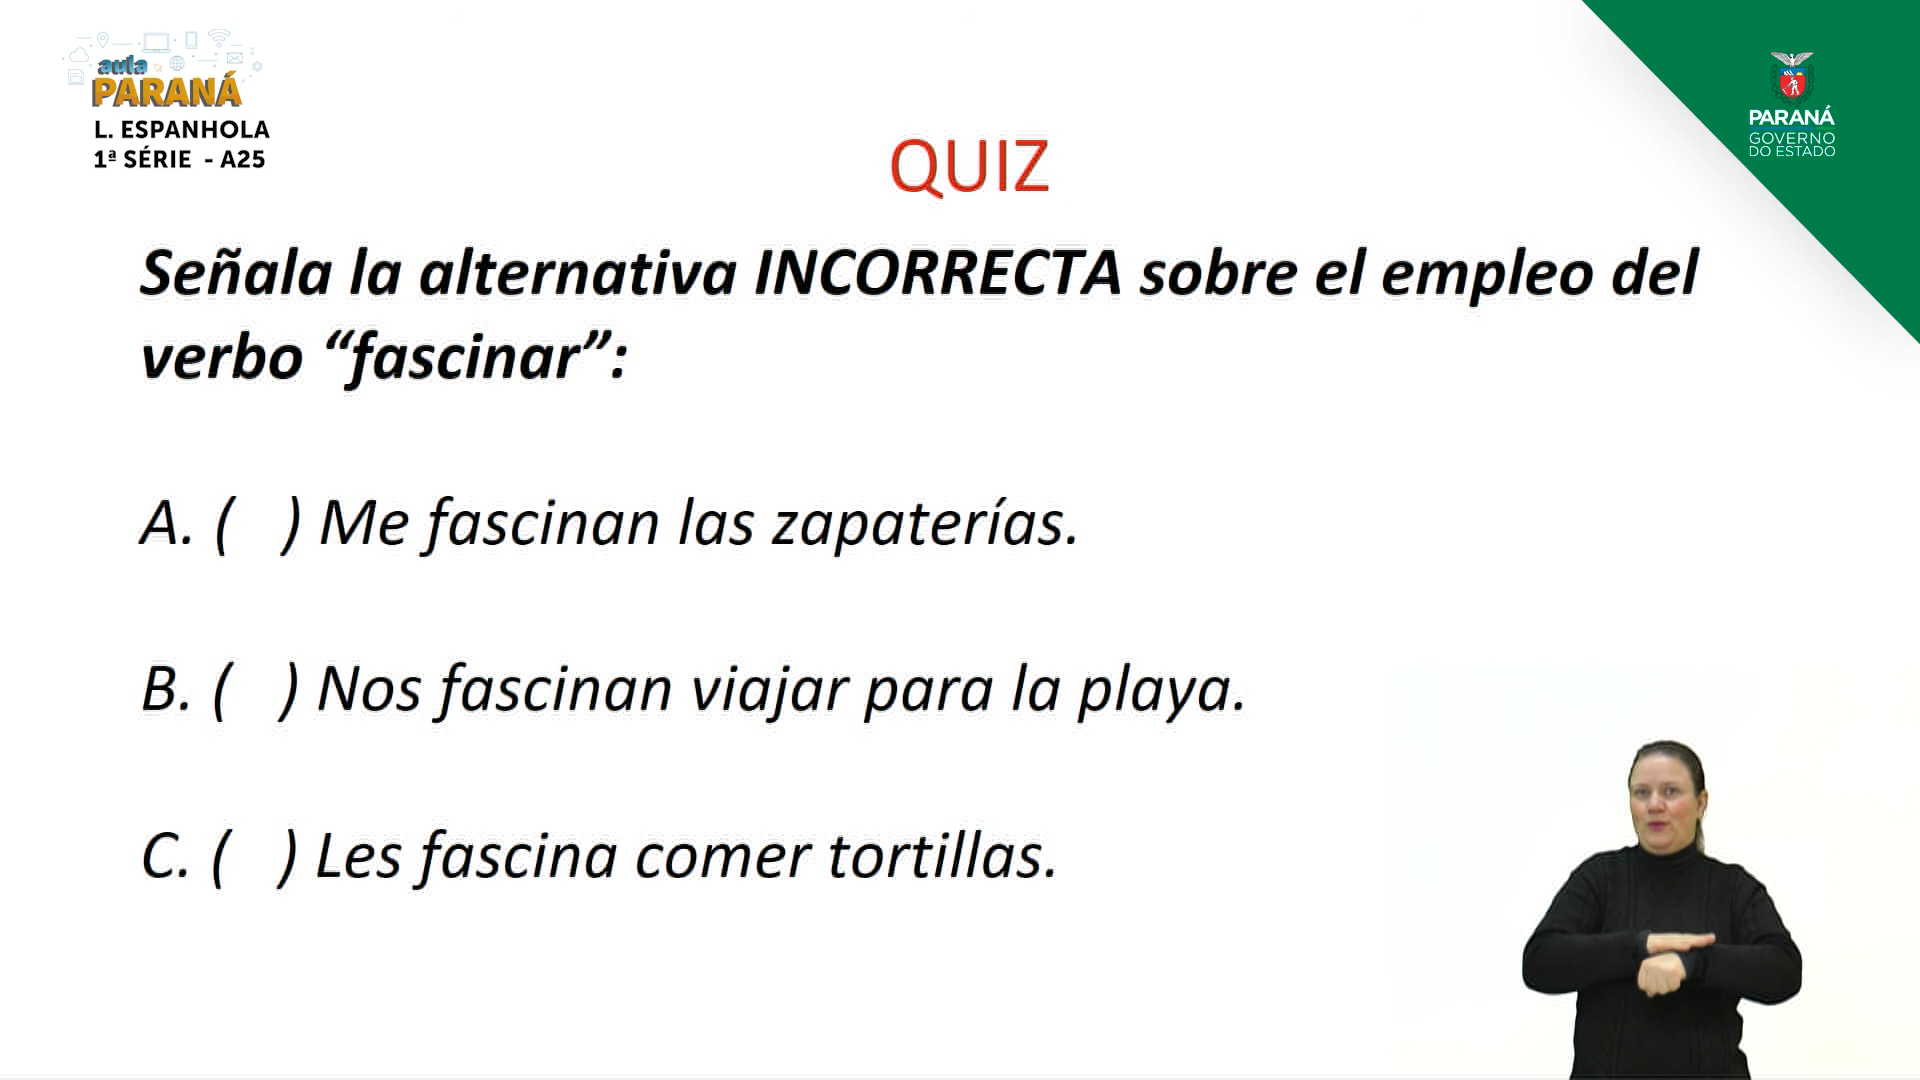 aula
PARANÁ
L. ESPANHOLA
1ª SÉRIE - A25
PARANÁ
GOVERNO
DO ESTADO
QUIZ
Señala la alternativa INCORRECTA sobre el empleo del
verbo “fascinar”:
A. (   ) Me fascinan las zapaterías.
B. (   ) Nos fascinan viajar para la playa.
C. (   ) Les fascina comer tortillas.